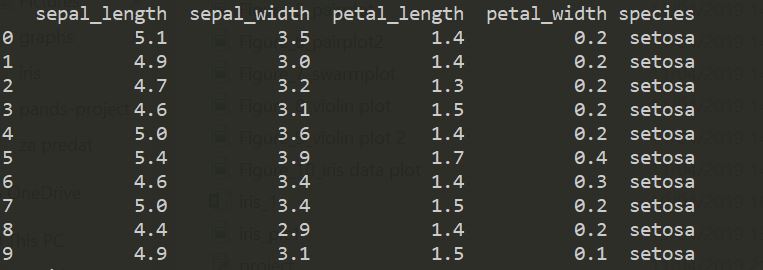 sepal_length sepal_width petal_length petal_width species
0 5.1 3.5 1.4 0.2 setosa
1 4.9 3.0 1.4 0.2 setosa
2 4.7 3.2 1.3 0.2 setosa
3 4.6 3.1 1.5 0.2 setosa
4 5.0 3.6 1.4 0.2 setosa
5 5.4 3.9 1.7 0.4 setosa
6 4.6 3.4 1.4 0.3 setosa
7 5.0 3.4 1.5 0.2 setosa
8 4.4 2.9 1.4 0.2 setosa
9 4.9 3.1 1.5 0.1 setosa